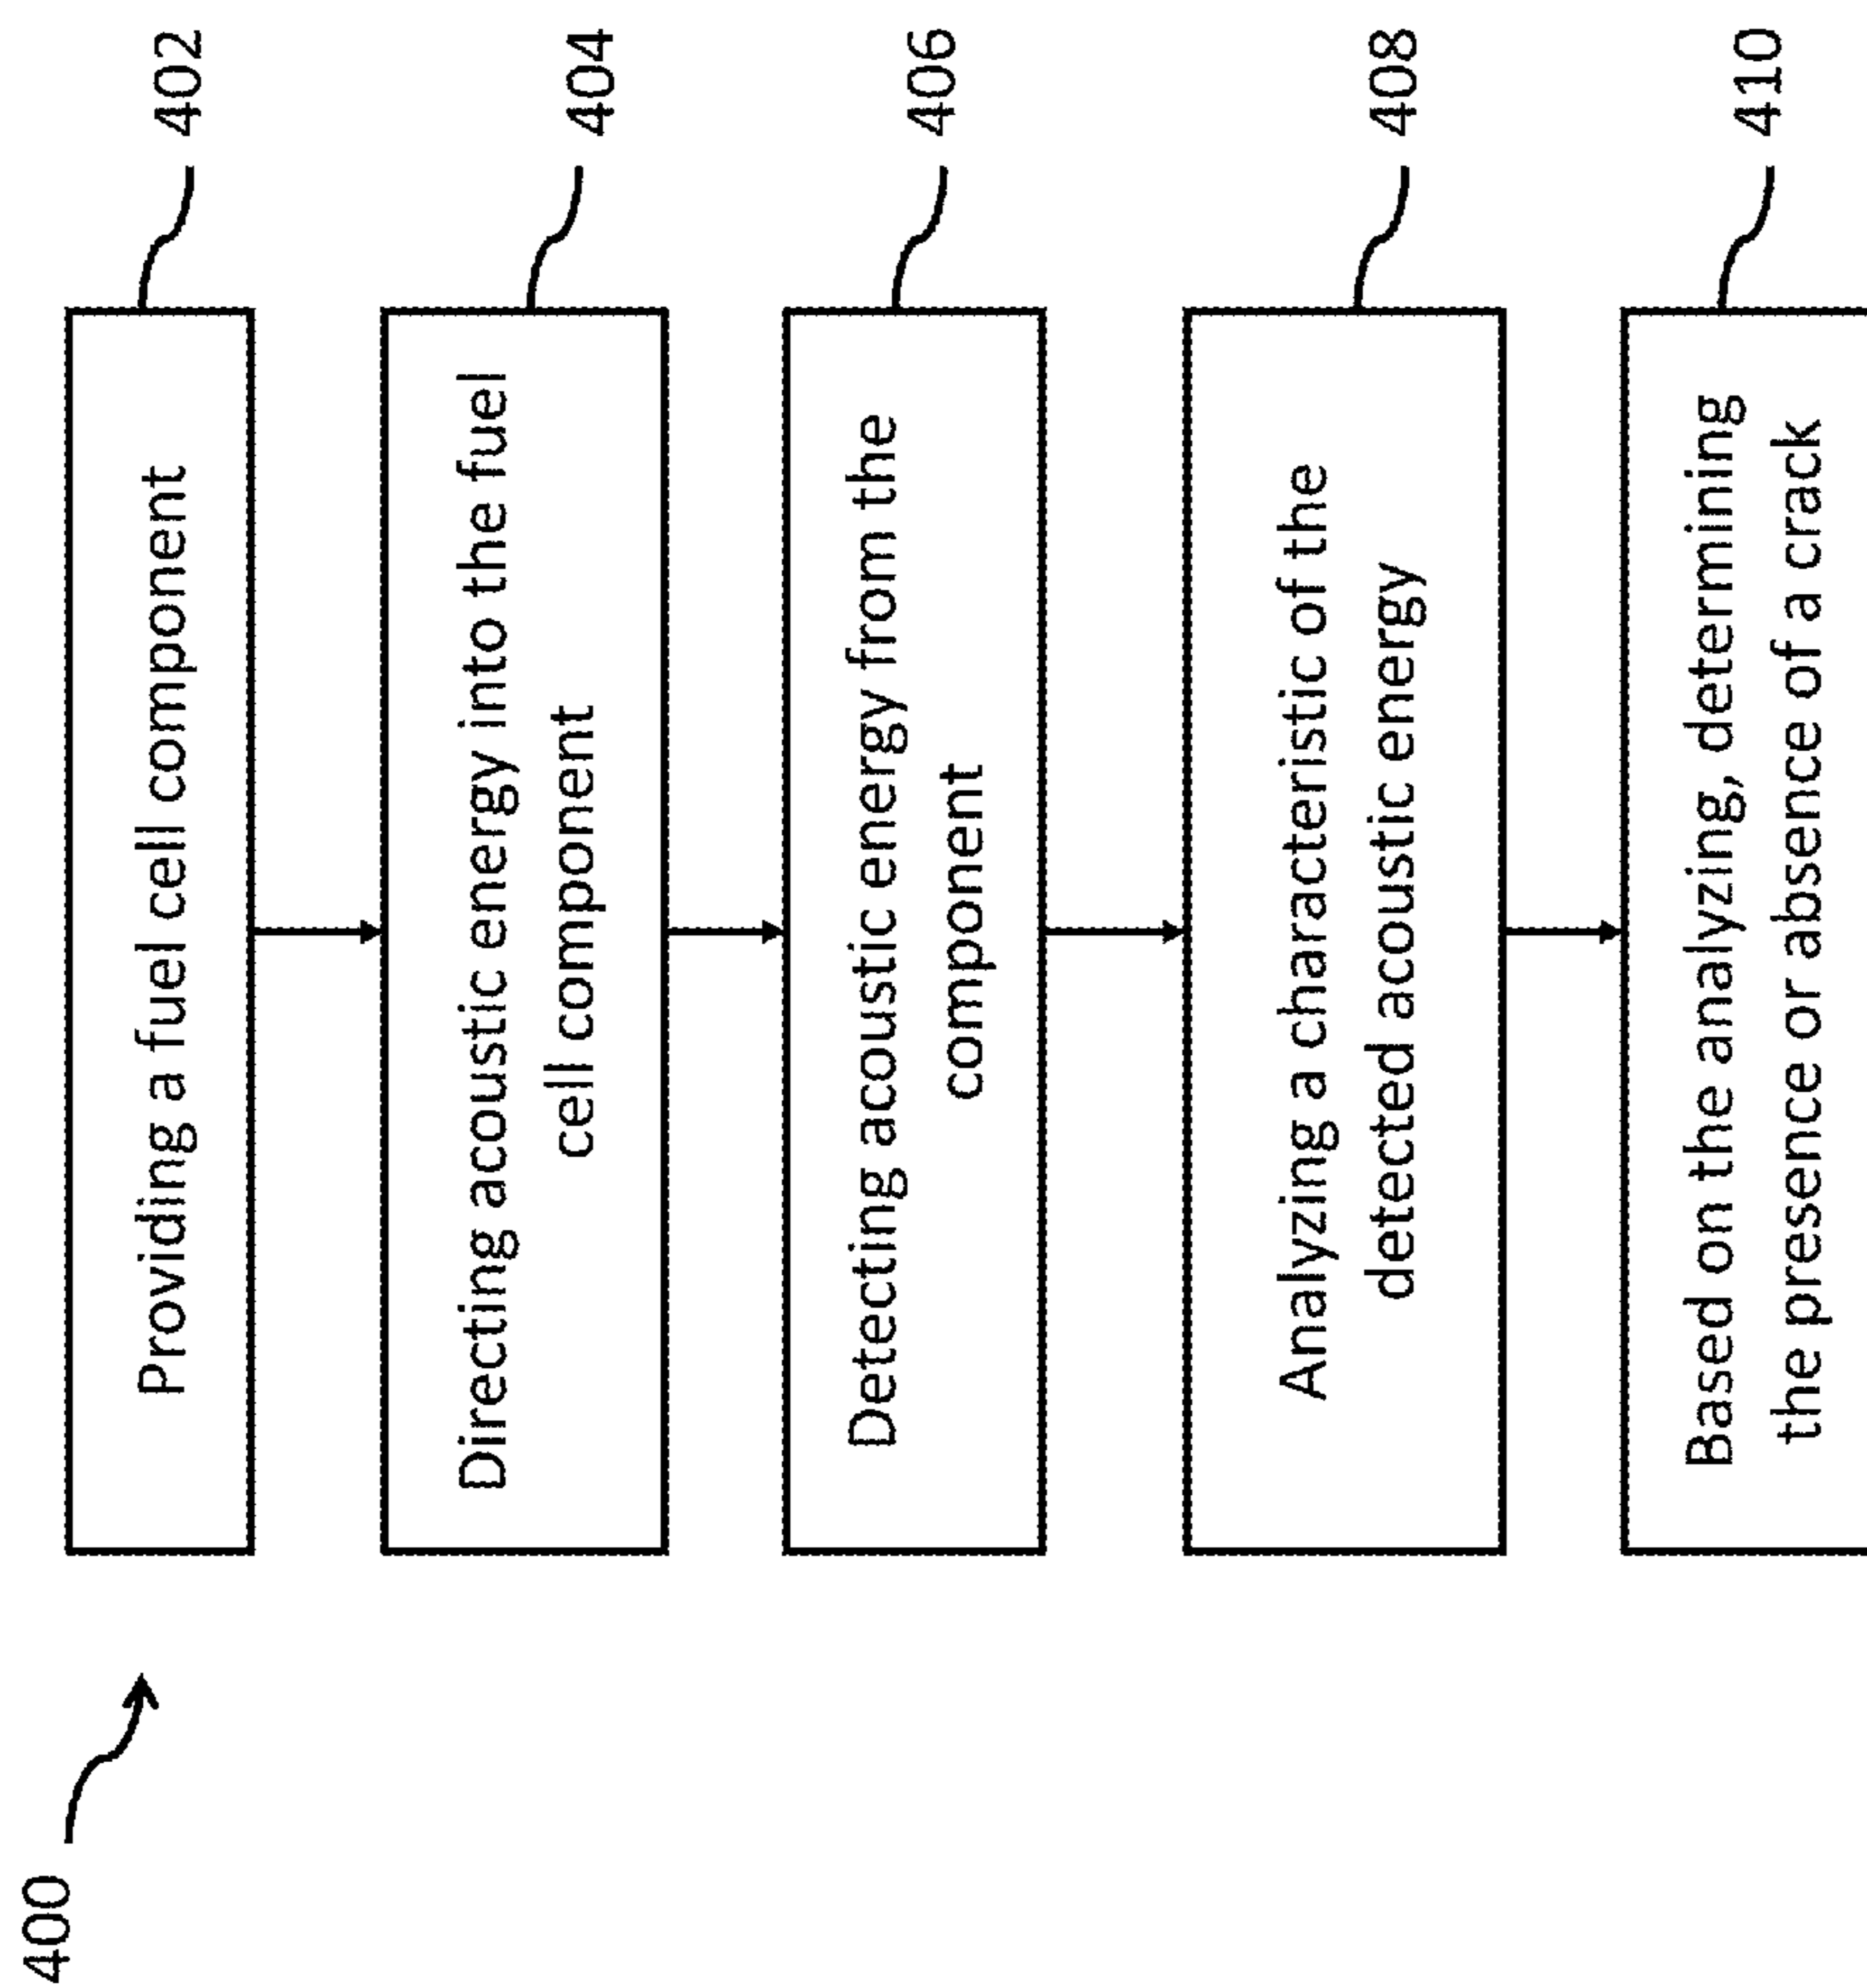 400
Providing a fuel cell component
402
Directing acoustic energy into the fuel
cell component
404
Detecting acoustic energy from the
component
406
Analyzing a characteristic of the
detected acoustic energy
408
Based on the analyzing, determining
the presence or absence of a crack
410